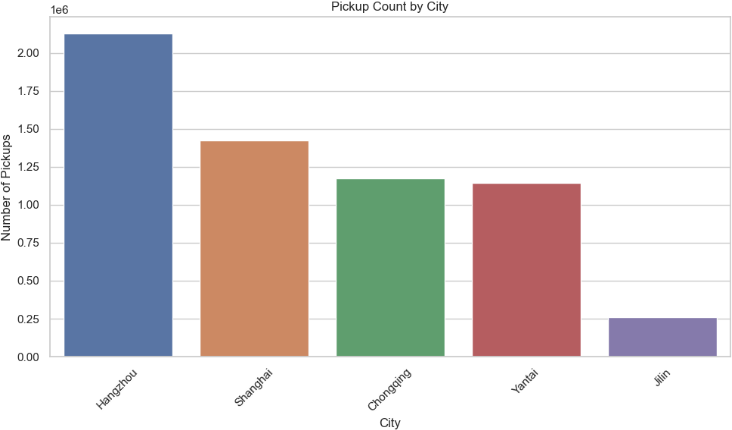 Pickup Count by City
1e6
2.00
1.75
1.50
1.25
1.00
0.75
0.50
0.25
0.00
Number of Pickups
Hangzhou
Shanghai
Chongqing
Yantai
Jilin
City